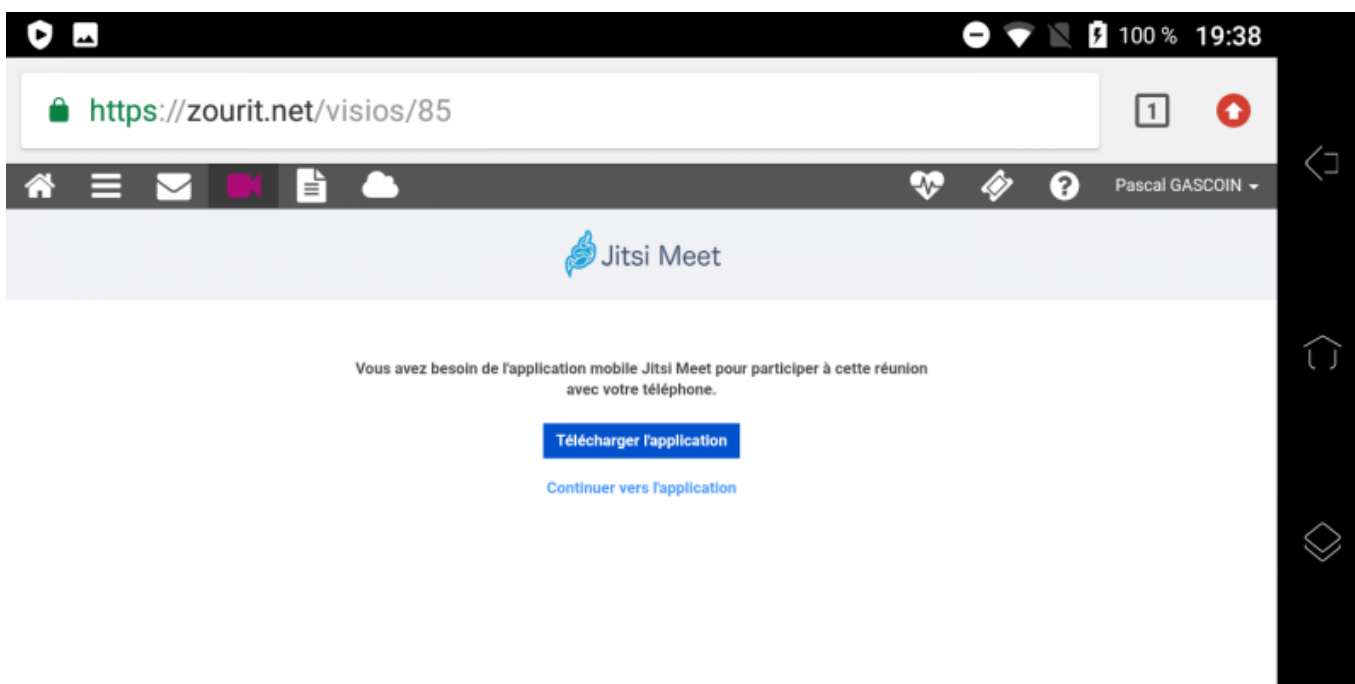 100 % 19:38
https://zourit.net/visios/85
1
Pascal GASCOIN
Jitsi Meet
Vous avez besoin de l'application mobile Jitsi Meet pour participer à cette réunion
avec votre téléphone.
Télécharger l'application
Continuer vers l'application